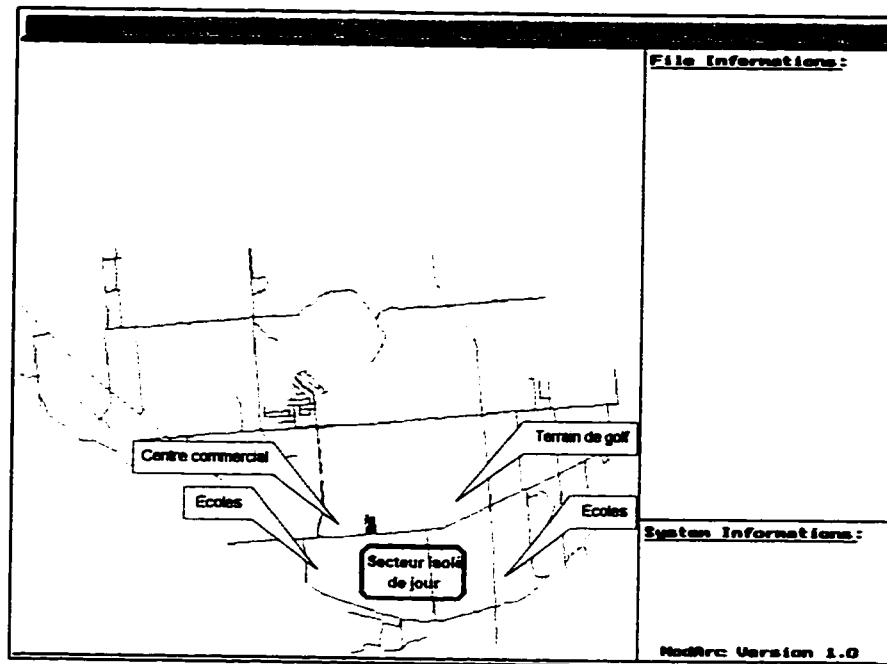 File Informations:
Terrain de golf
Centre commercial
Ecoles
Ecoles
Secteur isolé
de jour
System Informations:
ModArc Version 1.0